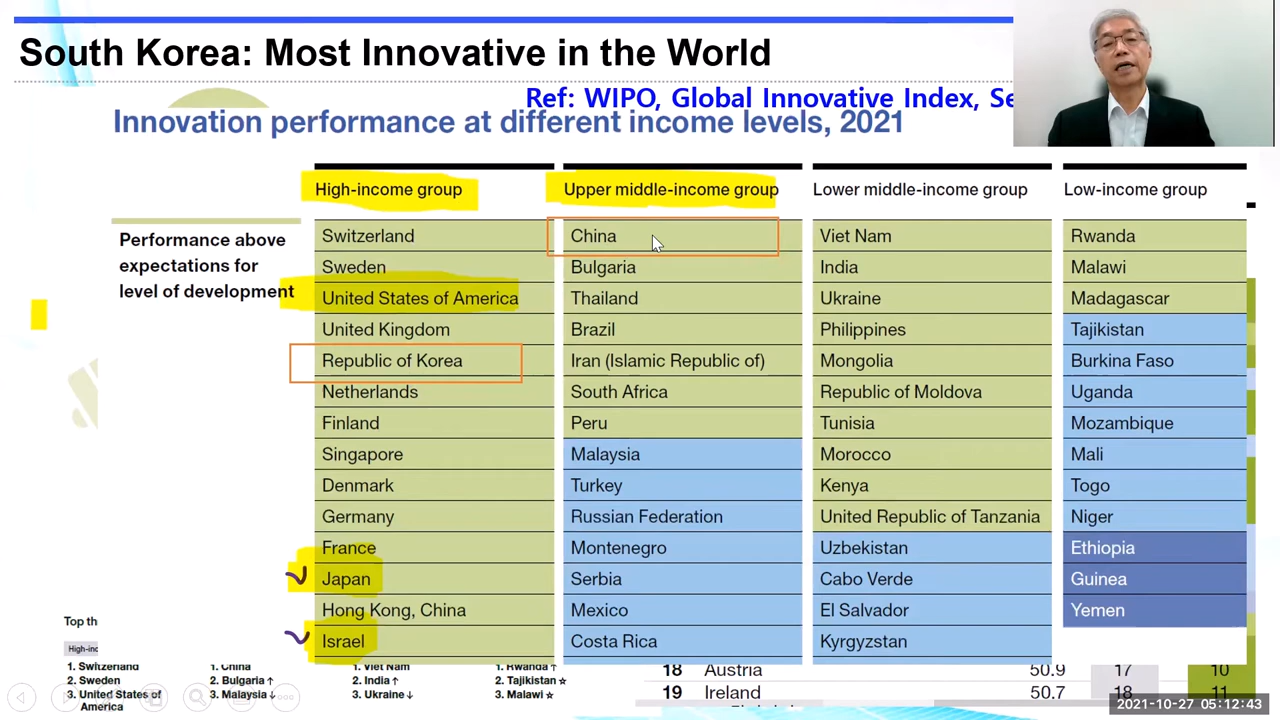 South Korea: Most Innovative in the World
Ref: WIPO, Global Innovative Index, Se
Innovation performance at different income levels, 2021
High-income group Upper middle-income group Lower middle-income group Low-income group
Performance above
expectations for
level of development
Switzerland China Viet Nam Rwanda
Sweden Bulgaria India Malawi
United States of America Thailand Ukraine Madagascar
United Kingdom Brazil Philippines Tajikistan
Republic of Korea Iran (Islamic Republic of) Mongolia Burkina Faso
Netherlands South Africa Republic of Moldova Uganda
Finland Peru Tunisia Mozambique
Singapore Malaysia Morocco Mali
Denmark Turkey Kenya Togo
Germany Russian Federation United Republic of Tanzania Niger
France Montenegro Uzbekistan Ethiopia
Japan Serbia Cabo Verde Guinea
Hong Kong, China Mexico El Salvador Yemen
Israel Costa Rica Kyrgyzstan
Top th
High-inc
1. Switzerland 1. China 1. Viet Nam 1. Rwanda ↑
2. Sweden 2. Bulgaria ↑ 2. India ↑ 2. Tajikistan ☆
3. United States of 3. Malaysia ↓ 3. Ukraine ↓ 3. Malawi ☆
America
18 Austria 50.9 17 10
19 Ireland 50.7 18 11
2021-10-27 05:12:43